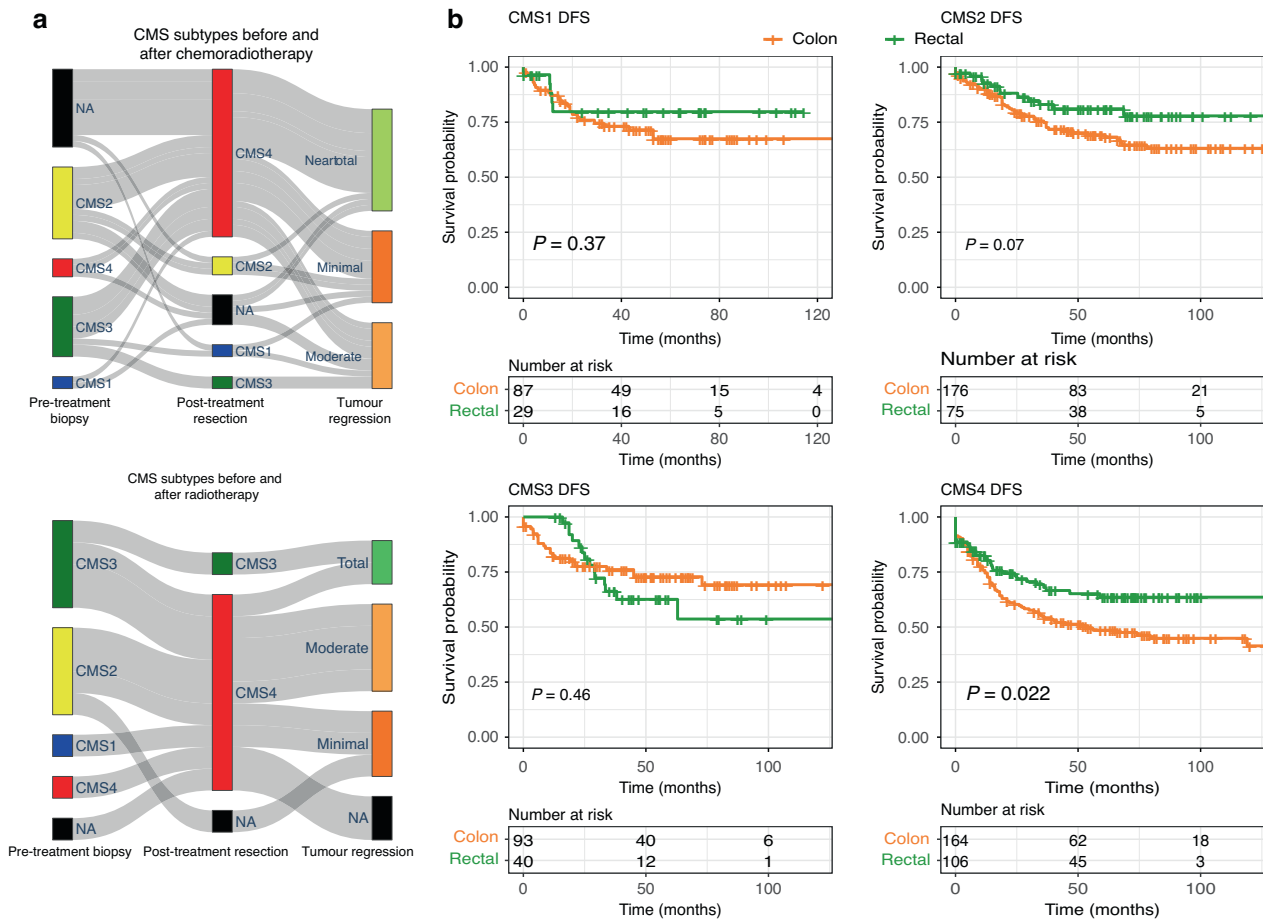 a
CMS subtypes before and
after chemoradiotherapy
NA
CMS2
CMS4
CMS3
CMS1
CMS4
CMS2
NA
CMS1
CMS3
Neartotal
Minimal
Moderate
Pre-treatment
biopsy
Post-treatment
resection
Tumour
regression
CMS subtypes before and
after radiotherapy
CMS3
CMS2
CMS1
CMS4
NA
CMS3
CMS4
NA
Total
Moderate
Minimal
NA
Pre-treatment biopsy
Post-treatment resection
Tumour regression
b
Colon
Rectal
CMS1 DFS
Survival probability
1.00
0.75
0.50
0.25
0.00
P = 0.37
0 40 80 120
Time (months)
Number at risk
Colon 87 49 15 4
Rectal 29 16 5 0
0 40 80 120
Time (months)
CMS2 DFS
Survival probability
1.00
0.75
0.50
0.25
0.00
P = 0.07
0 50 100
Time (months)
Number at risk
Colon 176 83 21
Rectal 75 38 5
0 50 100
Time (months)
CMS3 DFS
Survival probability
1.00
0.75
0.50
0.25
0.00
P = 0.46
0 50 100
Time (months)
Number at risk
Colon 93 40 6
Rectal 40 12 1
0 50 100
Time (months)
CMS4 DFS
Survival probability
1.00
0.75
0.50
0.25
0.00
P = 0.022
0 50 100
Time (months)
Number at risk
Colon 164 62 18
Rectal 106 45 3
0 50 100
Time (months)